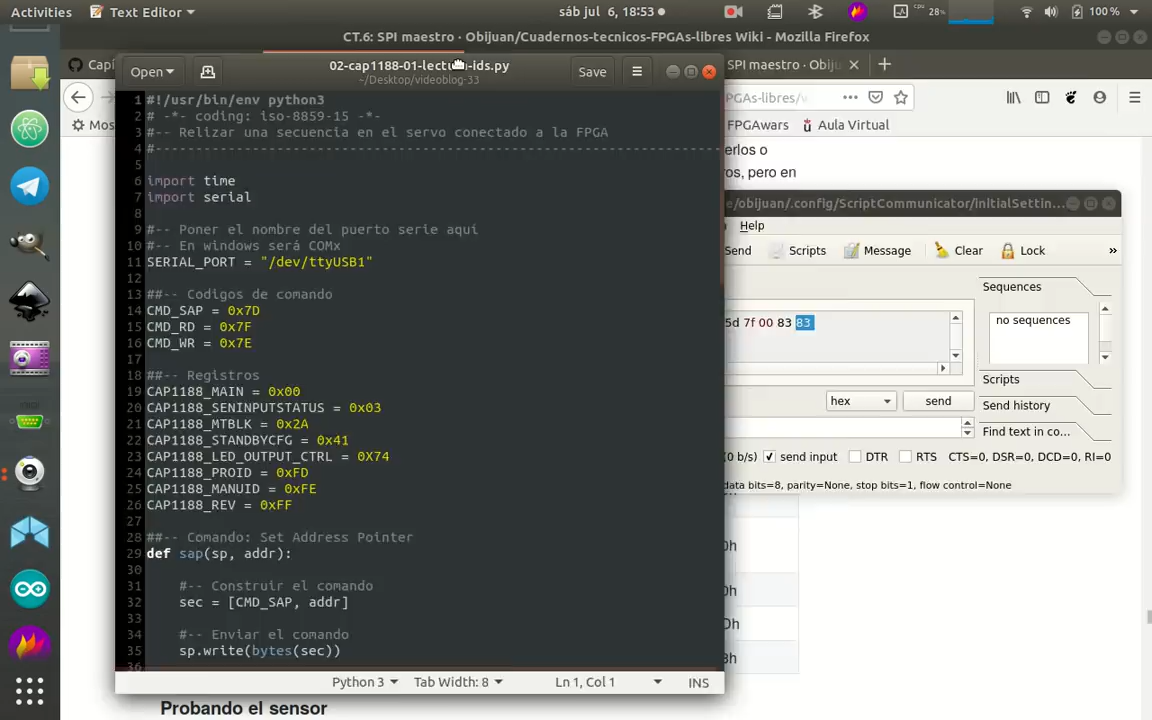 Activities
Text Editor
sáb jul 6, 18:53
cpu
28%
100 %
CT.6: SPI maestro · Obijuan/Cuadernos-tecnicos-FPGAs-libres Wiki - Mozilla Firefox
SPI maestro · Obiju
PGAs-libres/w
Mos
FPGAwars
Aula Virtual
Open
02-cap1188-01-lectura-ids.py
~/Desktop/videoblog-33
Save
1 #!/usr/bin/env python3
2 # -*- coding: iso-8859-15 -*-
3 #-- Relizar una secuencia en el servo conectado a la FPGA
4 #-----------------------------------------------------------------------
5
6 import time
7 import serial
8
9 #-- Poner el nombre del puerto serie aqui
10 #-- En windows será COMx
11 SERIAL_PORT = "/dev/ttyUSB1"
12
13 ##-- Codigos de comando
14 CMD_SAP = 0x7D
15 CMD_RD = 0x7F
16 CMD_WR = 0x7E
17
18 ##-- Registros
19 CAP1188_MAIN = 0x00
20 CAP1188_SENINPUTSTATUS = 0x03
21 CAP1188_MTBLK = 0x2A
22 CAP1188_STANDBYCFG = 0x41
23 CAP1188_LED_OUTPUT_CTRL = 0X74
24 CAP1188_PROID = 0xFD
25 CAP1188_MANUID = 0xFE
26 CAP1188_REV = 0xFF
27
28 ##-- Comando: Set Address Pointer
29 def sap(sp, addr):
30
31 #-- Construir el comando
32 sec = [CMD_SAP, addr]
33
34 #-- Enviar el comando
35 sp.write(bytes(sec))
36
Python 3
Tab Width: 8
Ln 1, Col 1
INS
erlos o
ros, pero en
e/obijuan/.config/ScriptCommunicator/initialSettin...
Help
Send
Scripts
Message
Clear
Lock
»
Sequences
5d 7f 00 83 83
no sequences
Scripts
hex
send
Send history
Find text in co...
(0 b/s)
send input
DTR
RTS
CTS=0, DSR=0, DCD=0, RI=0
data bits=8, parity=None, stop bits=1, flow control=None
0h
0h
Dh
Probando el sensor